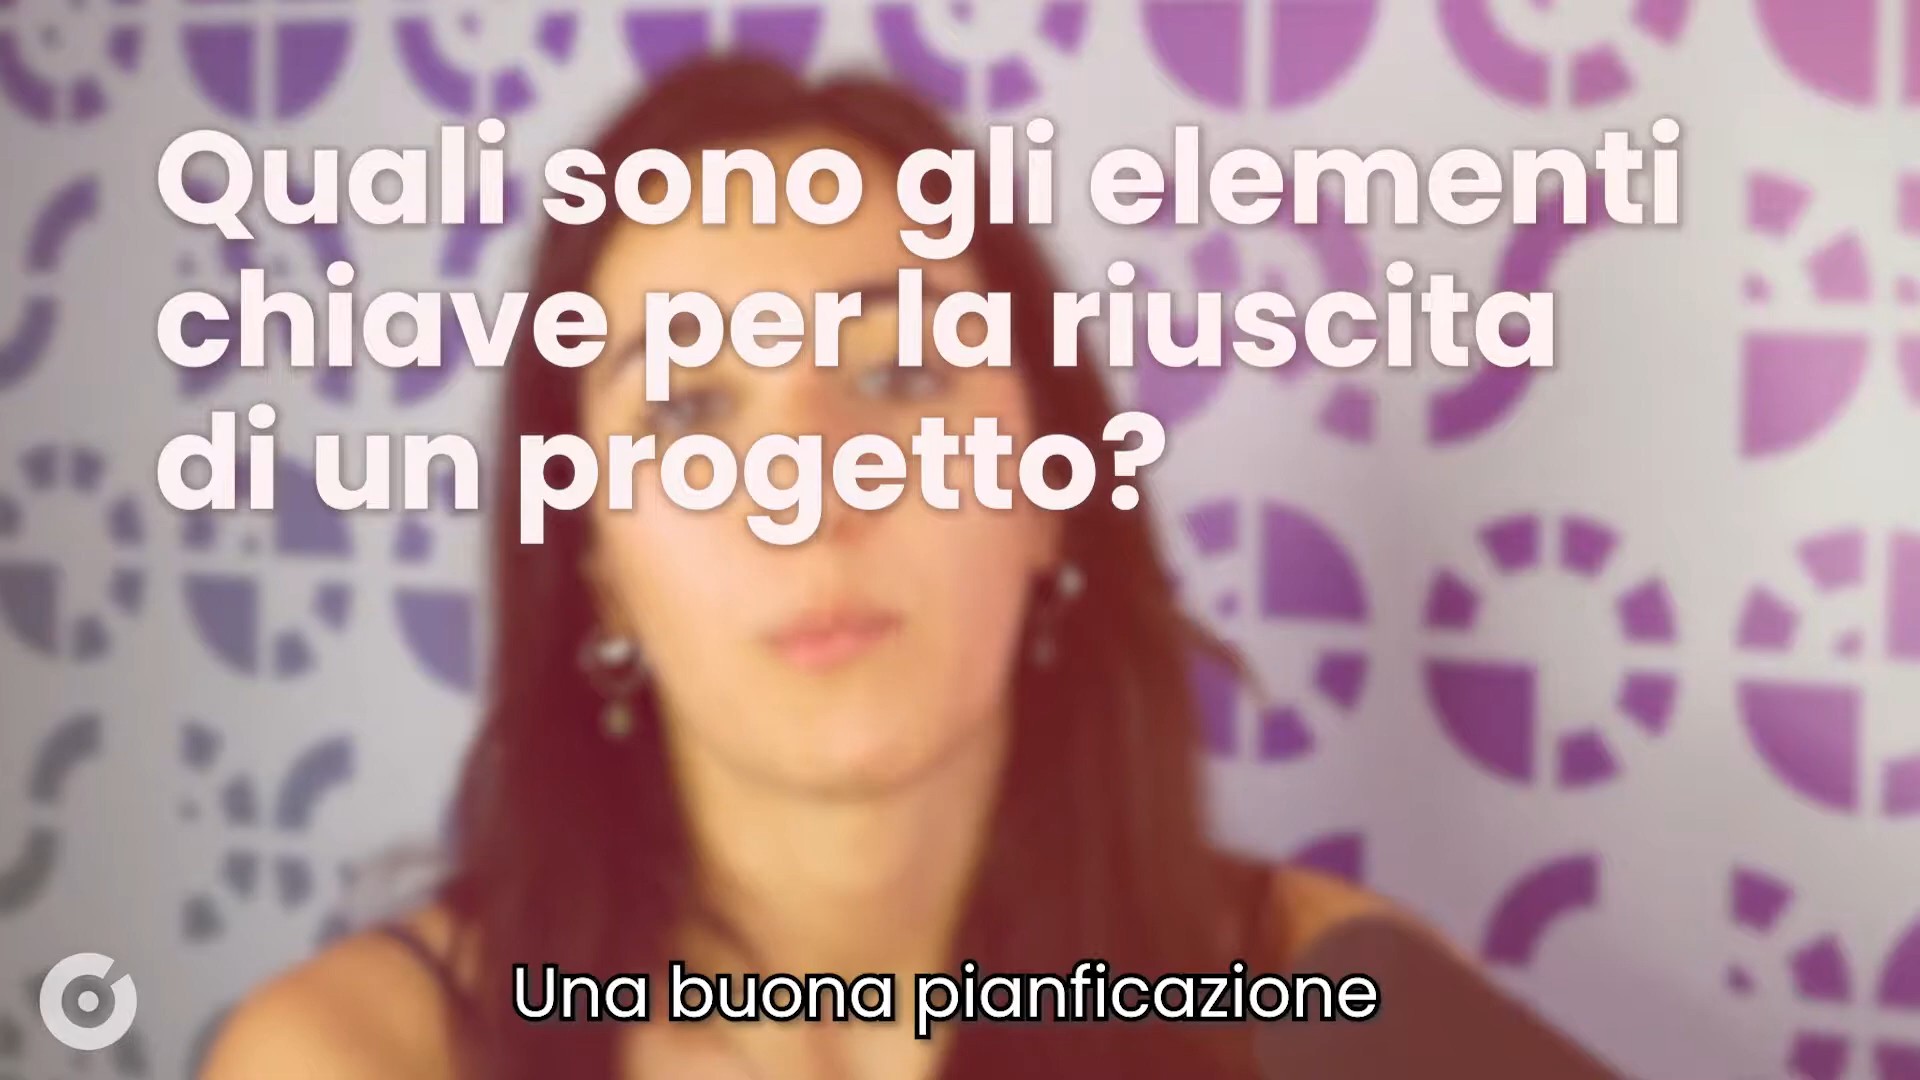 Quali sono gli elementi
chiave per la riuscita
di un progetto?
Una buona pianficazione